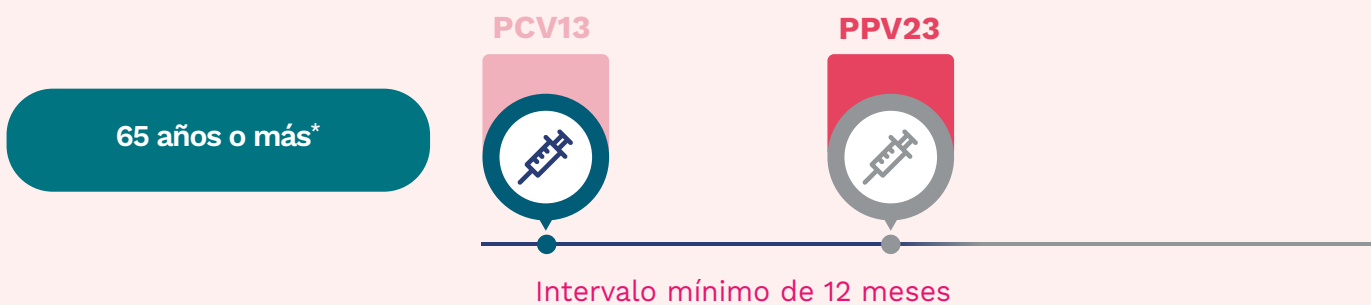 PCV13
PPV23
65 años o más*
Intervalo mínimo de 12 meses